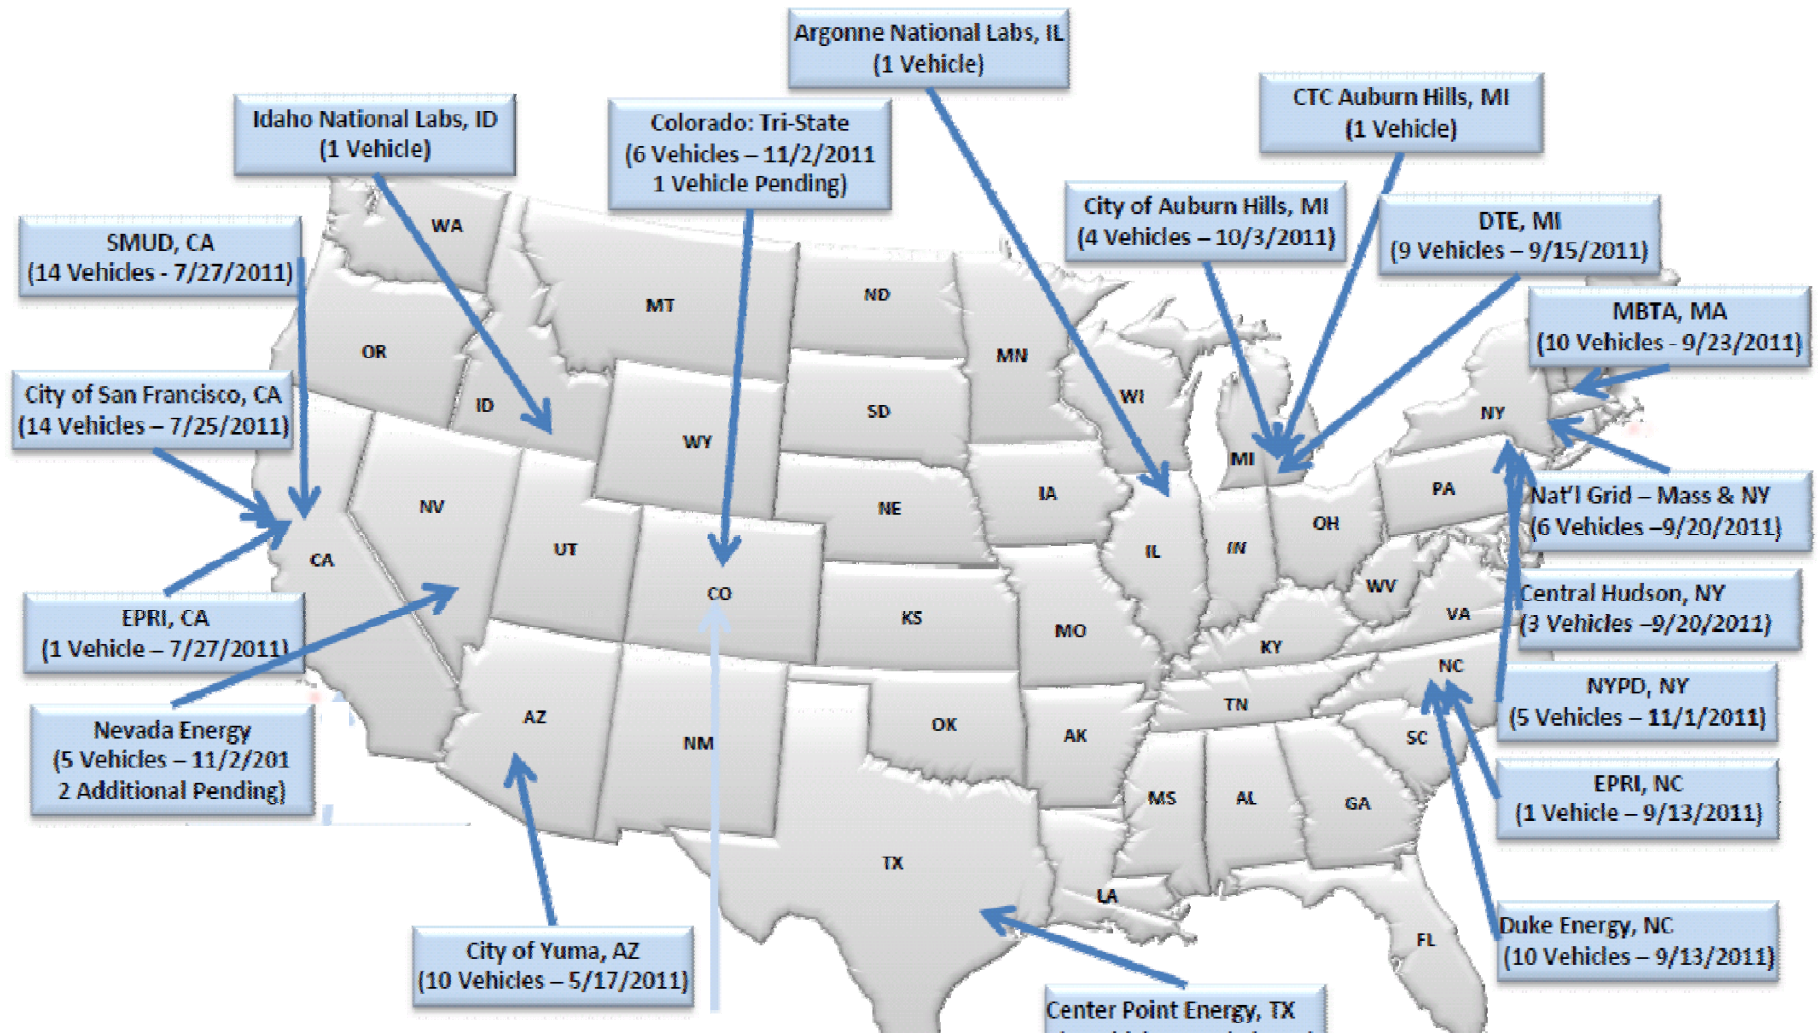 Argonne National Labs, IL
(1 Vehicle)
CTC Auburn Hills, MI
(1 Vehicle)
Idaho National Labs, ID
(1 Vehicle)
Colorado: Tri-State
(6 Vehicles – 11/2/2011
1 Vehicle Pending)
City of Auburn Hills, MI
(4 Vehicles – 10/3/2011)
DTE, MI
(9 Vehicles – 9/15/2011)
SMUD, CA
(14 Vehicles - 7/27/2011)
MBTA, MA
(10 Vehicles - 9/23/2011)
City of San Francisco, CA
(14 Vehicles – 7/25/2011)
Nat'l Grid – Mass & NY
(6 Vehicles –9/20/2011)
EPRI, CA
(1 Vehicle – 7/27/2011)
Central Hudson, NY
(3 Vehicles –9/20/2011)
Nevada Energy
(5 Vehicles – 11/2/201
2 Additional Pending)
NYPD, NY
(5 Vehicles – 11/1/2011)
EPRI, NC
(1 Vehicle – 9/13/2011)
City of Yuma, AZ
(10 Vehicles – 5/17/2011)
Duke Energy, NC
(10 Vehicles – 9/13/2011)
Center Point Energy, TX
WA
MT
ND
MN
OR
ID
WY
SD
WI
MI
NY
NV
UT
NE
IA
PA
CA
CO
IL
IN
OH
WV
VA
KS
MO
KY
NC
AZ
NM
OK
AK
TN
SC
MS
AL
GA
TX
LA
FL